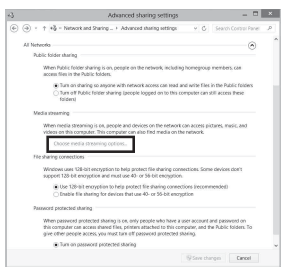 Advanced sharing settings
Network and Sharing ... Advanced sharing settings
Search Control Panel
All Networks
Public folder sharing
When Public folder sharing is on, people on the network, including homegroup members, can
access files in the Public folders.
Turn on sharing so anyone with network access can read and write files in the Public folders
Turn off Public folder sharing (people logged on to this computer can still access these
folders)
Media streaming
When media streaming is on, people and devices on the network can access pictures, music, and
videos on this computer. This computer can also find media on the network.
Choose media streaming options...
File sharing connections
Windows uses 128-bit encryption to help protect file sharing connections. Some devices don't
support 128-bit encryption and must use 40- or 56-bit encryption.
Use 128-bit encryption to help protect file sharing connections (recommended)
Enable file sharing for devices that use 40- or 56-bit encryption
Password protected sharing
When password protected sharing is on, only people who have a user account and password on
this computer can access shared files, printers attached to this computer, and the Public folders. To
give other people access, you must turn off password protected sharing.
Turn on password protected sharing
Save changes
Cancel